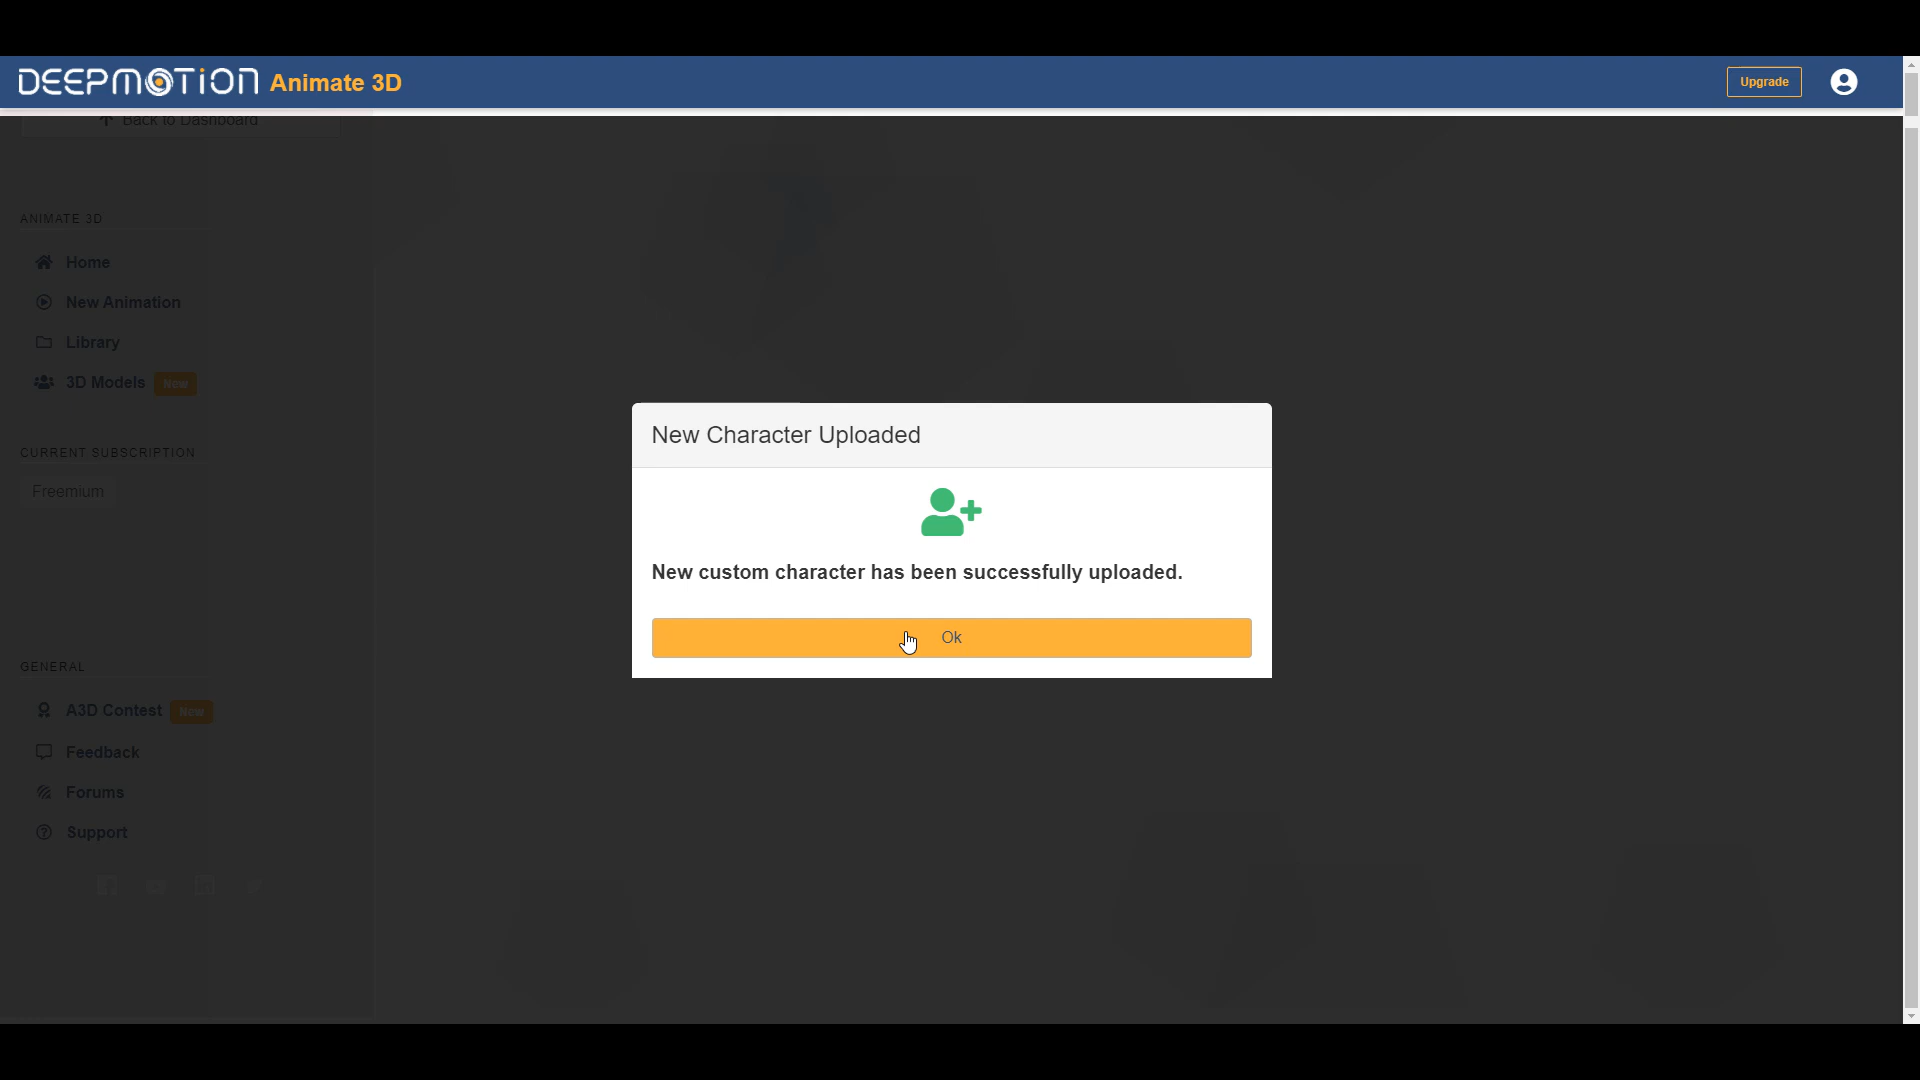 DEEPMOTION Animate 3D
Upgrade
Back to Dashboard
ANIMATE 3D
Home
New Animation
Library
3D Models New
CURRENT SUBSCRIPTION
Freemium
GENERAL
A3D Contest New
Feedback
Forums
Support
New Character Uploaded
New custom character has been successfully uploaded.
Ok